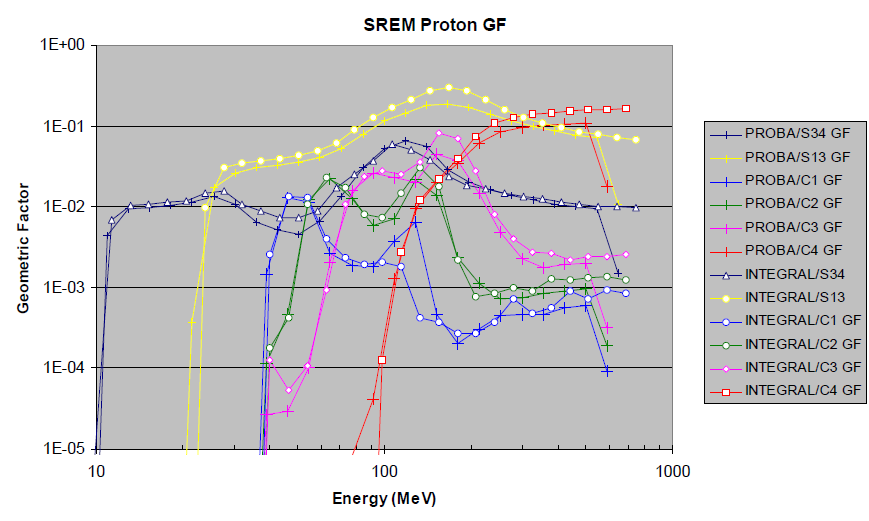 SREM Proton GF
1E+00
1E-01
1E-02
1E-03
1E-04
1E-05
Geometric Factor
10
100
1000
Energy (MeV)
PROBA/S34 GF
PROBA/S13 GF
PROBA/C1 GF
PROBA/C2 GF
PROBA/C3 GF
PROBA/C4 GF
INTEGRAL/S34
INTEGRAL/S13
INTEGRAL/C1 GF
INTEGRAL/C2 GF
INTEGRAL/C3 GF
INTEGRAL/C4 GF